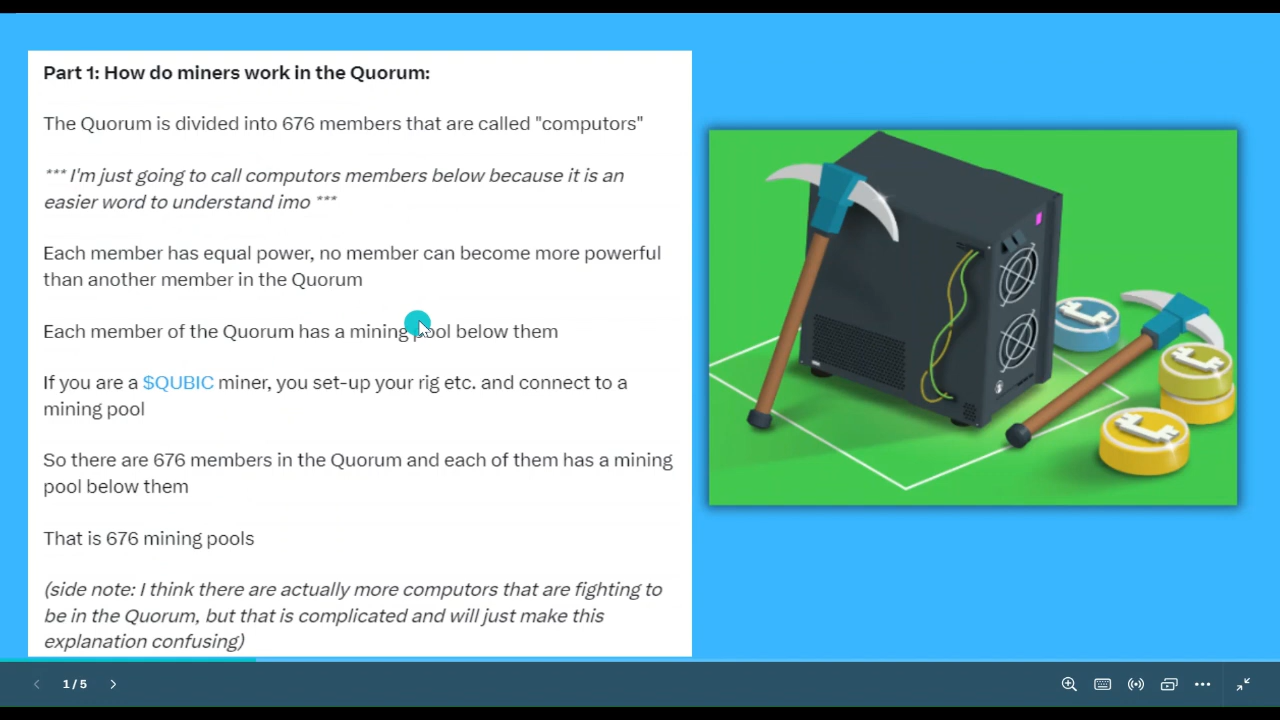 Part 1: How do miners work in the Quorum:
The Quorum is divided into 676 members that are called "computors"
*** I'm just going to call computors members below because it is an
easier word to understand imo ***
Each member has equal power, no member can become more powerful
than another member in the Quorum
Each member of the Quorum has a mining pool below them
If you are a $QUBIC miner, you set-up your rig etc. and connect to a
mining pool
So there are 676 members in the Quorum and each of them has a mining
pool below them
That is 676 mining pools
(side note: I think there are actually more computors that are fighting to
be in the Quorum, but that is complicated and will just make this
explanation confusing)
1 / 5